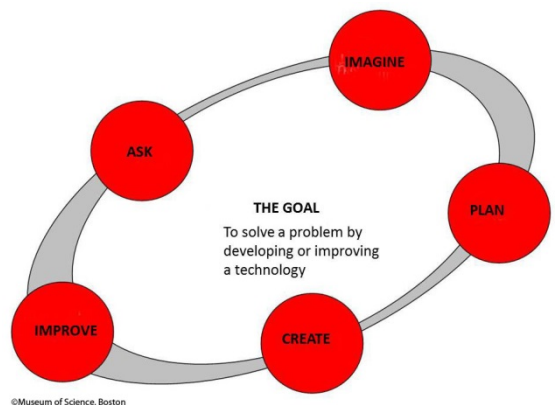 IMAGINE
ASK
PLAN
THE GOAL
To solve a problem by
developing or improving
a technology
IMPROVE
CREATE
©Museum of Science, Boston